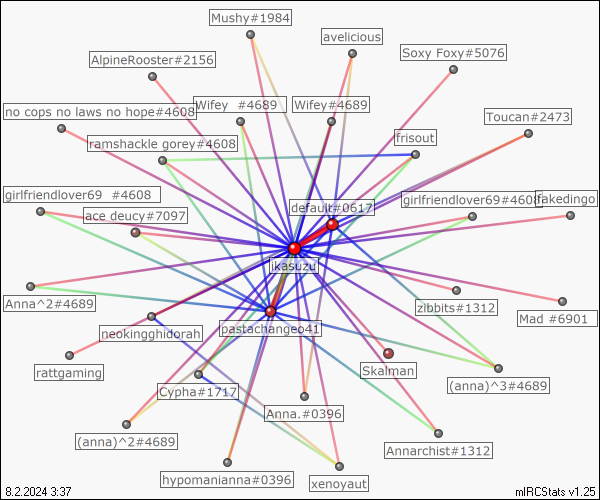 Mushy#1984
avelicious
Soxy Foxy#5076
AlpineRooster#2156
no cops no laws no hope#4608
Wifey  #4689
Wifey#4689
Toucan#2473
ramshackle gorey#4608
frisout
girlfriendlover69  #4608
ace deucy#7097
default#0617
girlfriendlover69#4608
fakedingo
ikasuzu
Anna^2#4689
zibbits#1312
Mad #6901
neokingghidorah
pastachangeo41
rattgaming
Skalman
Cypha#1717
(anna)^3#4689
Anna.#0396
(anna)^2#4689
Annarchist#1312
hypomanianna#0396
xenoyaut
8.2.2024 3:37
mIRCStats v1.25